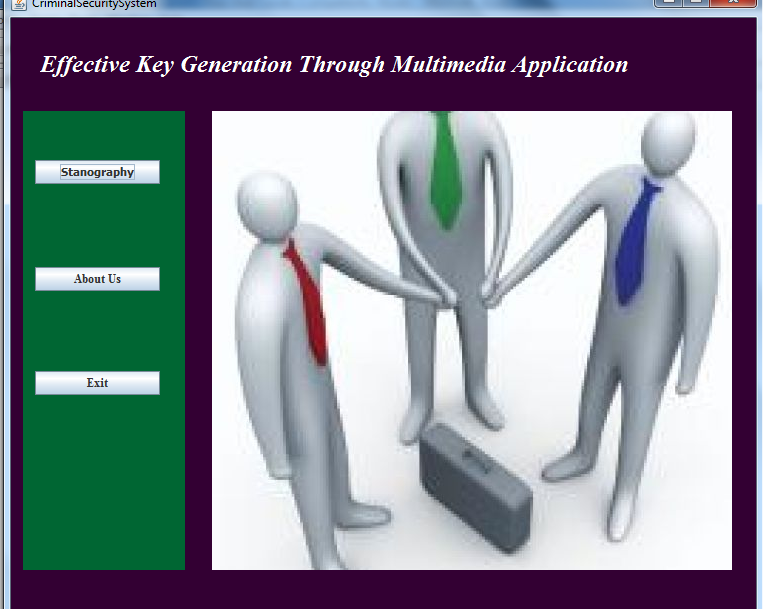 CriminalSecuritySystem
Effective Key Generation Through Multimedia Application
Stanography
About Us
Exit